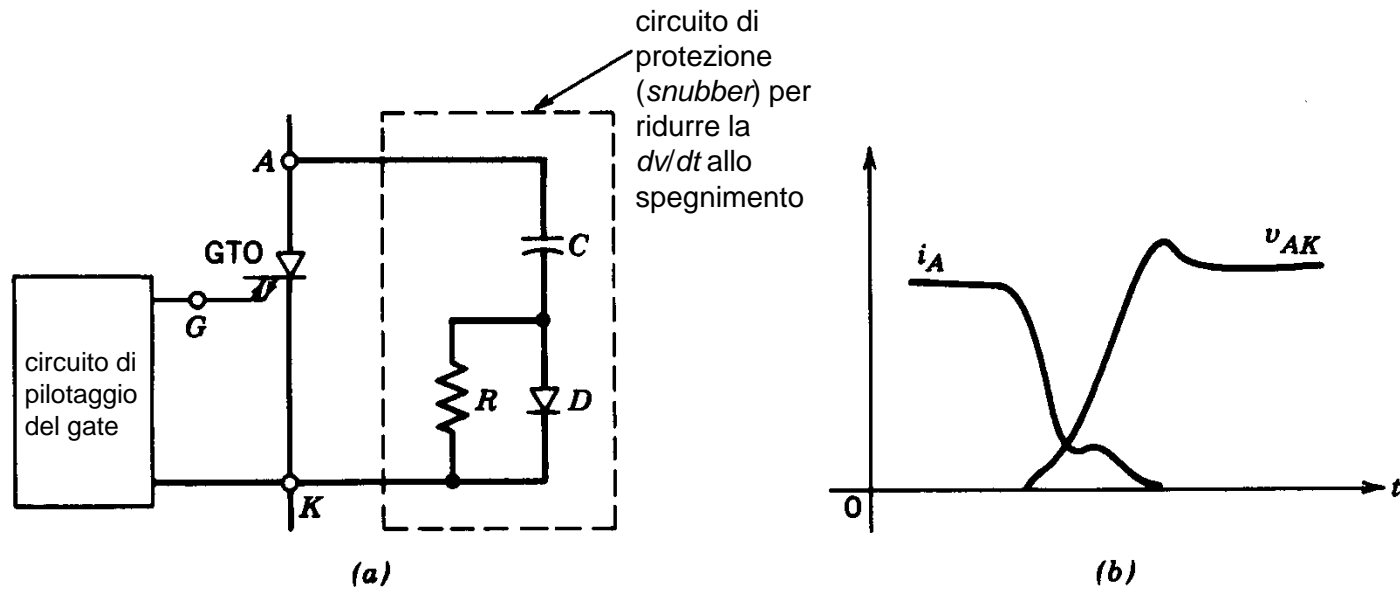 circuito di
protezione
(snubber) per
ridurre la
dv/dt allo
spegnimento
A
C
GTO
G
circuito di
pilotaggio
del gate
R
D
K
(a)
i_A
v_AK
0
t
(b)